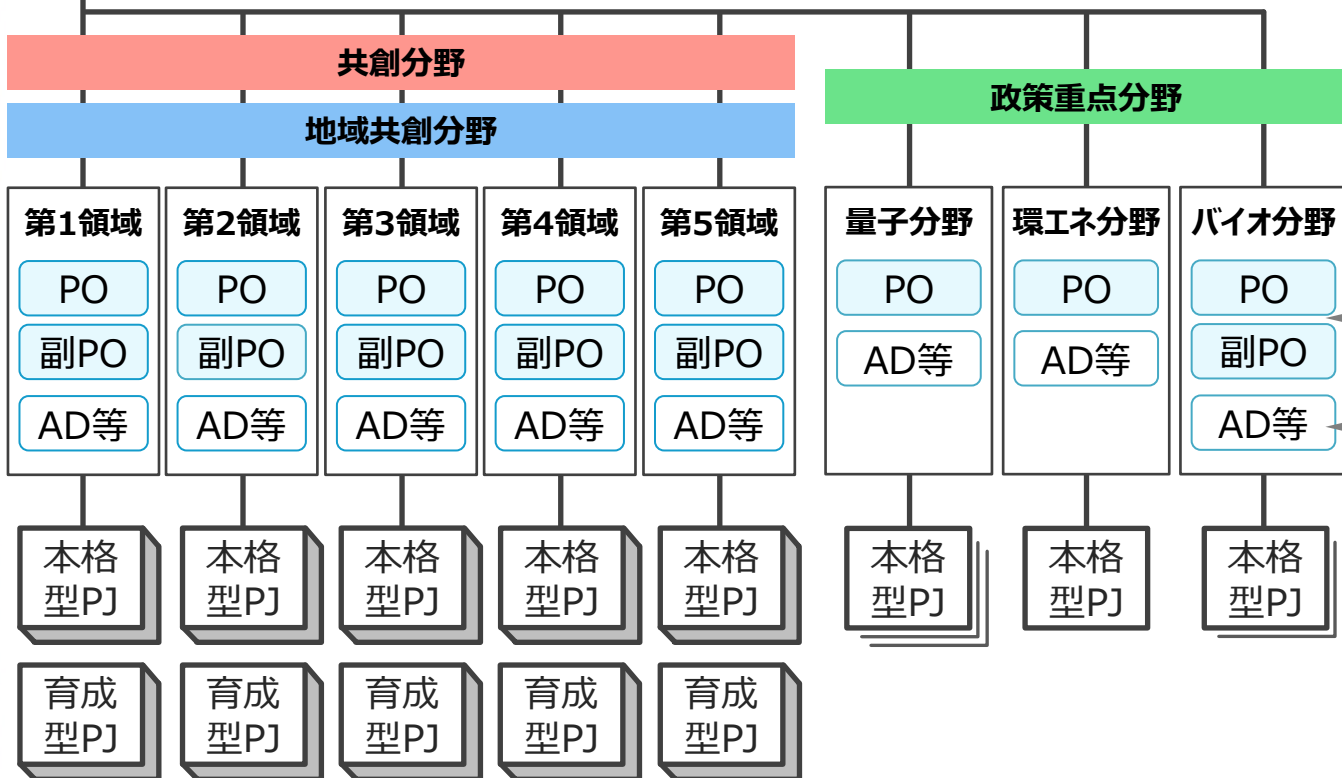 共創分野
政策重点分野
地域共創分野
第1領域
第2領域
第3領域
第4領域
第5領域
量子分野
環エネ分野
バイオ分野
PO
PO
PO
PO
PO
PO
PO
PO
副PO
副PO
副PO
副PO
副PO
AD等
AD等
副PO
AD等
AD等
AD等
AD等
AD等
AD等
本格
型PJ
本格
型PJ
本格
型PJ
本格
型PJ
本格
型PJ
本格
型PJ
本格
型PJ
本格
型PJ
育成
型PJ
育成
型PJ
育成
型PJ
育成
型PJ
育成
型PJ